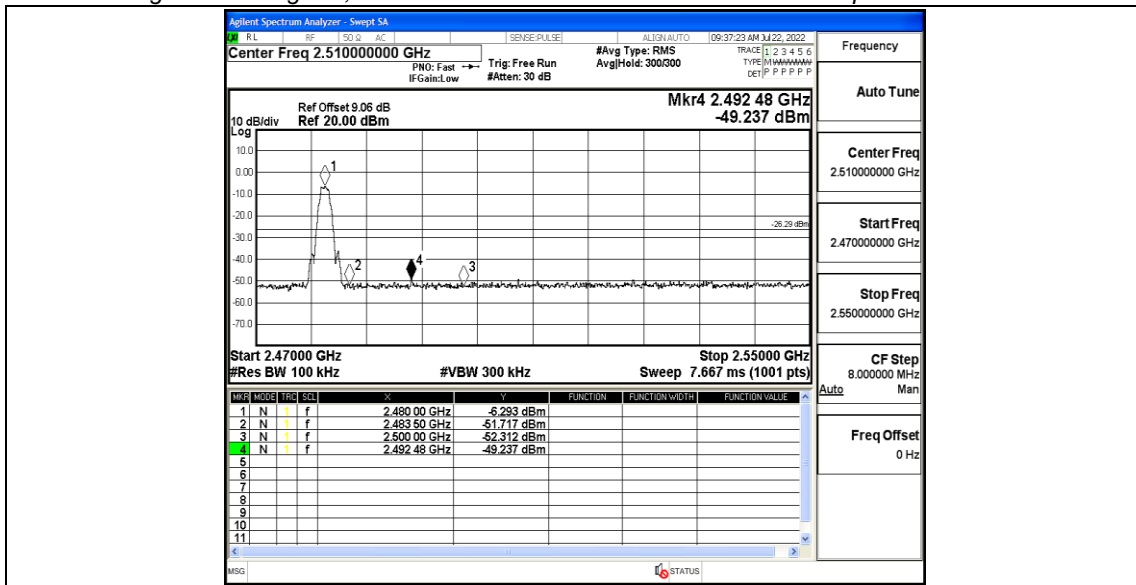 Agilent Spectrum Analyzer - Swept SA
RL RF 50 Ω AC SENSE:PULSE ALIGNAUTO 09:37:23 AM Jul 22, 2022
Center Freq 2.510000000 GHz #Avg Type: RMS TRACE 1 2 3 4 5 6
PNO: Fast Trig: Free Run Avg|Hold: 300/300 TYPE M
IFGain:Low #Atten: 30 dB DET P P P P P P
Frequency
Mkr4 2.492 48 GHz
Ref Offset 9.06 dB
-49.237 dBm
10 dB/div Ref 20.00 dBm
Log
10.0
0.00
-10.0
-20.0
-30.0
-40.0
-50.0
-60.0
-70.0
1
2
4
3
-26.29 dBm
Start 2.47000 GHz Stop 2.55000 GHz
#Res BW 100 kHz #VBW 300 kHz Sweep 7.667 ms (1001 pts)
MKR MODE TRC SCL X Y FUNCTION FUNCTION WIDTH FUNCTION VALUE
1 N 1 f 2.480 00 GHz -6.293 dBm
2 N 1 f 2.483 50 GHz -51.717 dBm
3 N 1 f 2.500 00 GHz -52.312 dBm
4 N 1 f 2.492 48 GHz -49.237 dBm
5
6
7
8
9
10
11
MSG STATUS
Auto Tune
Center Freq
2.510000000 GHz
Start Freq
2.470000000 GHz
Stop Freq
2.550000000 GHz
CF Step
8.000000 MHz
Auto Man
Freq Offset
0 Hz